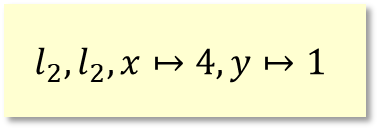 l₂, l₂, x ↦ 4, y ↦ 1